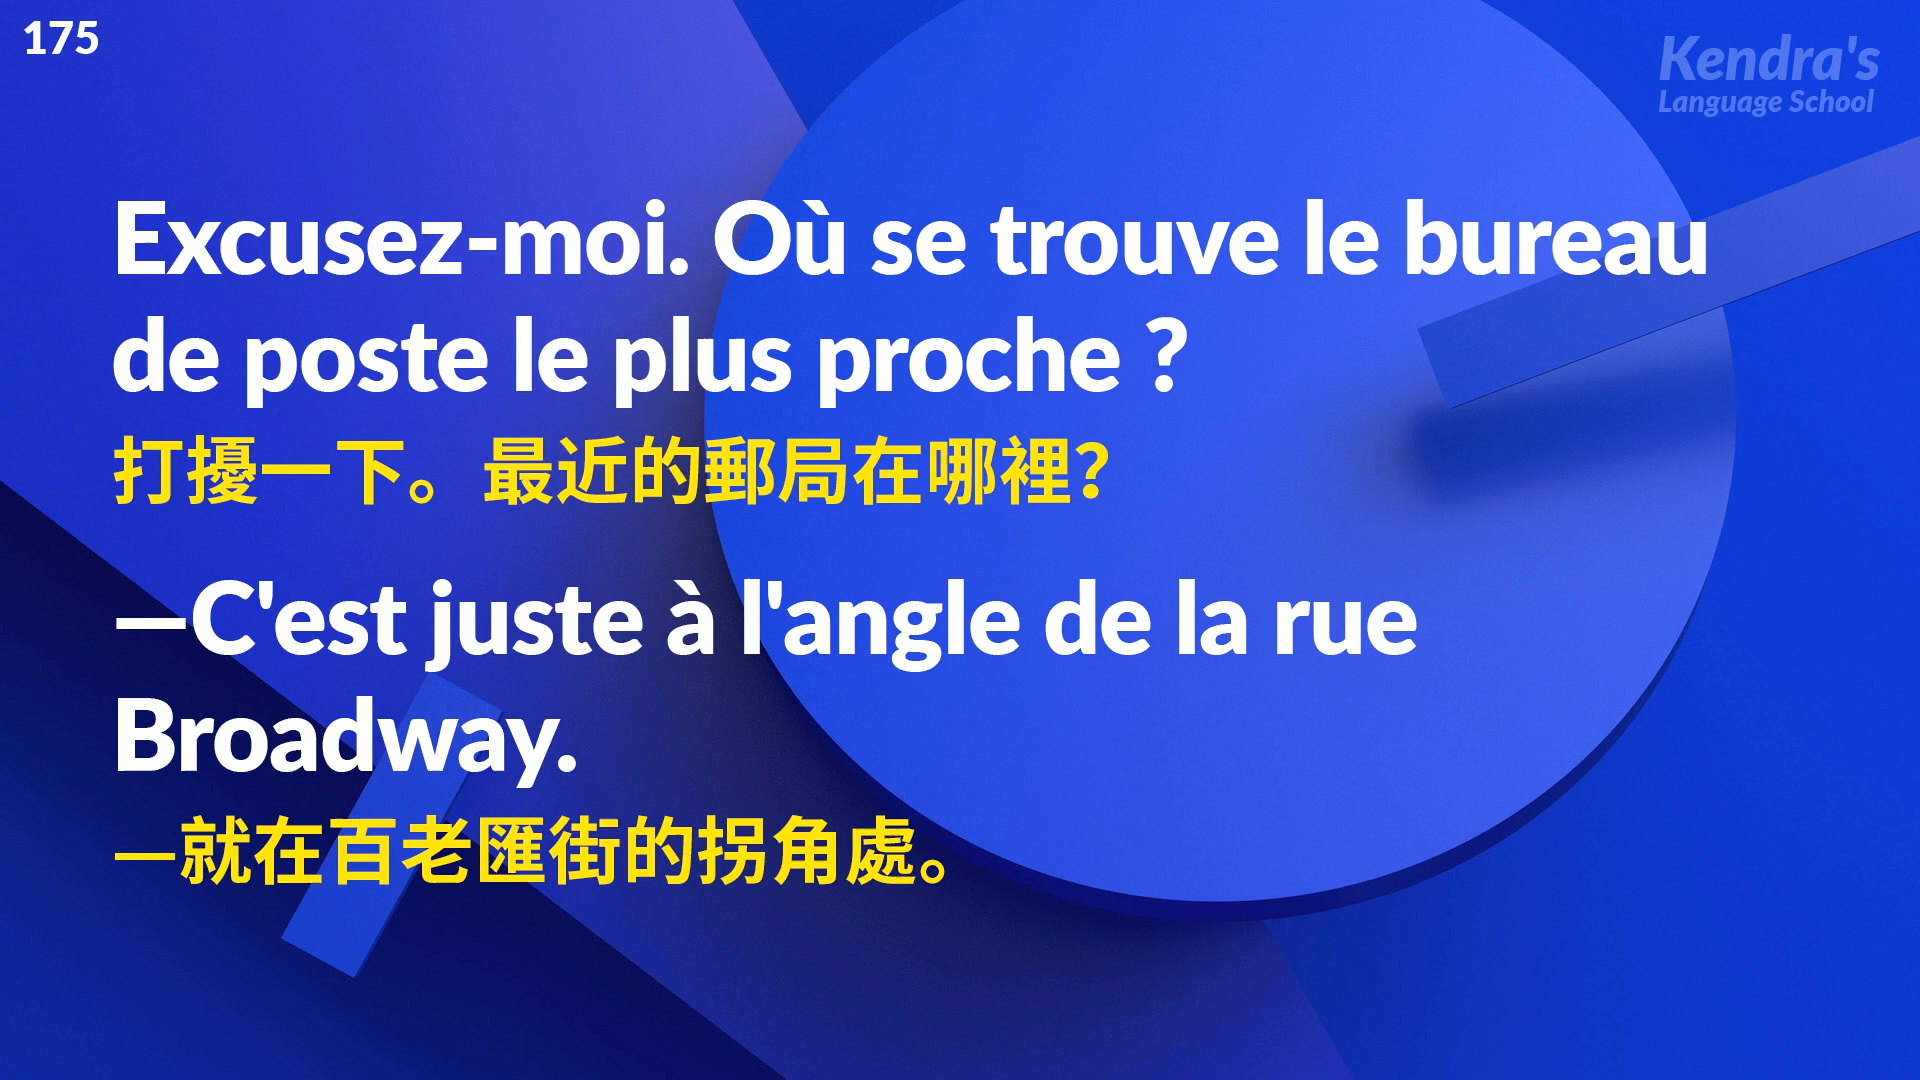 175
Kendra's
Language School
Excusez-moi. Où se trouve le bureau
de poste le plus proche ?
打擾一下。最近的郵局在哪裡?
—C'est juste à l'angle de la rue
Broadway.
—就在百老匯街的拐角處。